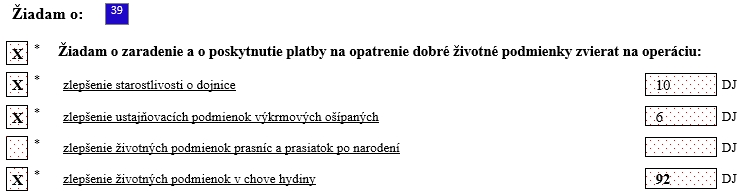 Žiadam o: 39
X * Žiadam o zaradenie a o poskytnutie platby na opatrenie dobré životné podmienky zvierat na operáciu:
X * zlepšenie starostlivosti o dojnice 10 DJ
X * zlepšenie ustajňovacích podmienok výkrmových ošípaných 6 DJ
* zlepšenie životných podmienok prasníc a prasiatok po narodení DJ
X * zlepšenie životných podmienok v chove hydiny 92 DJ